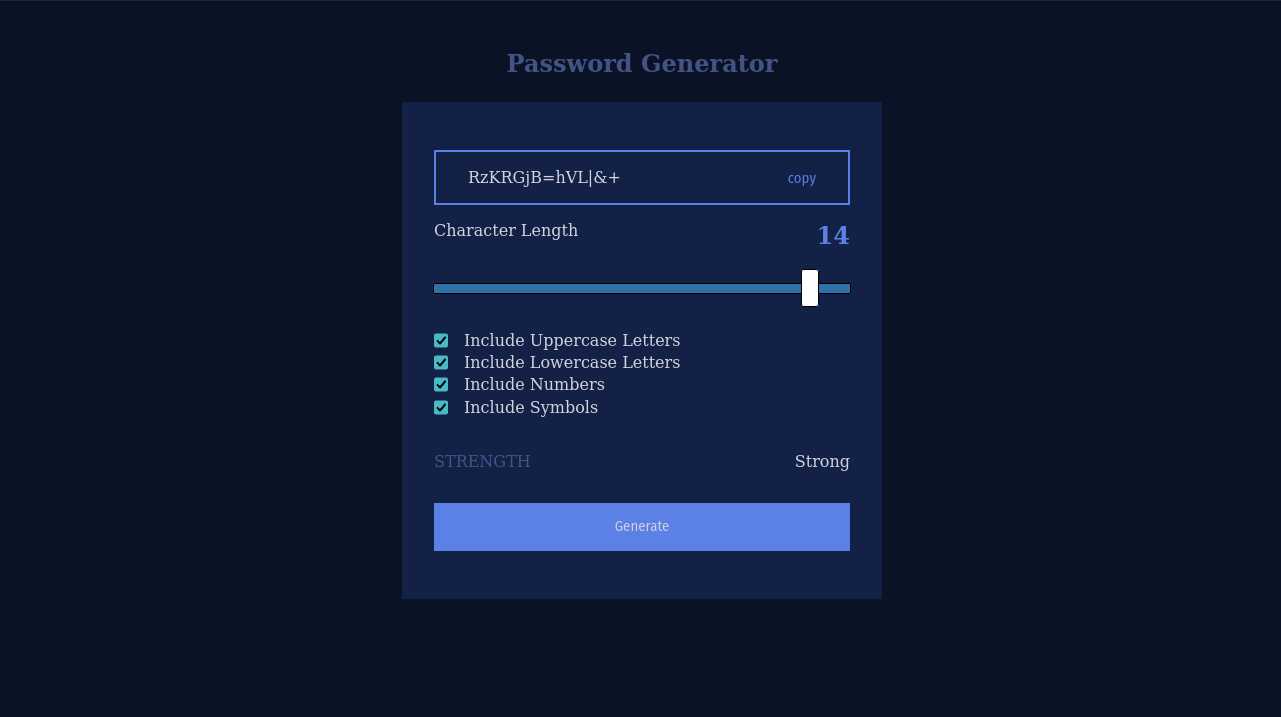 Password Generator
RzKRGjB=hVL|&+
copy
Character Length
14
Include Uppercase Letters
Include Lowercase Letters
Include Numbers
Include Symbols
STRENGTH
Strong
Generate